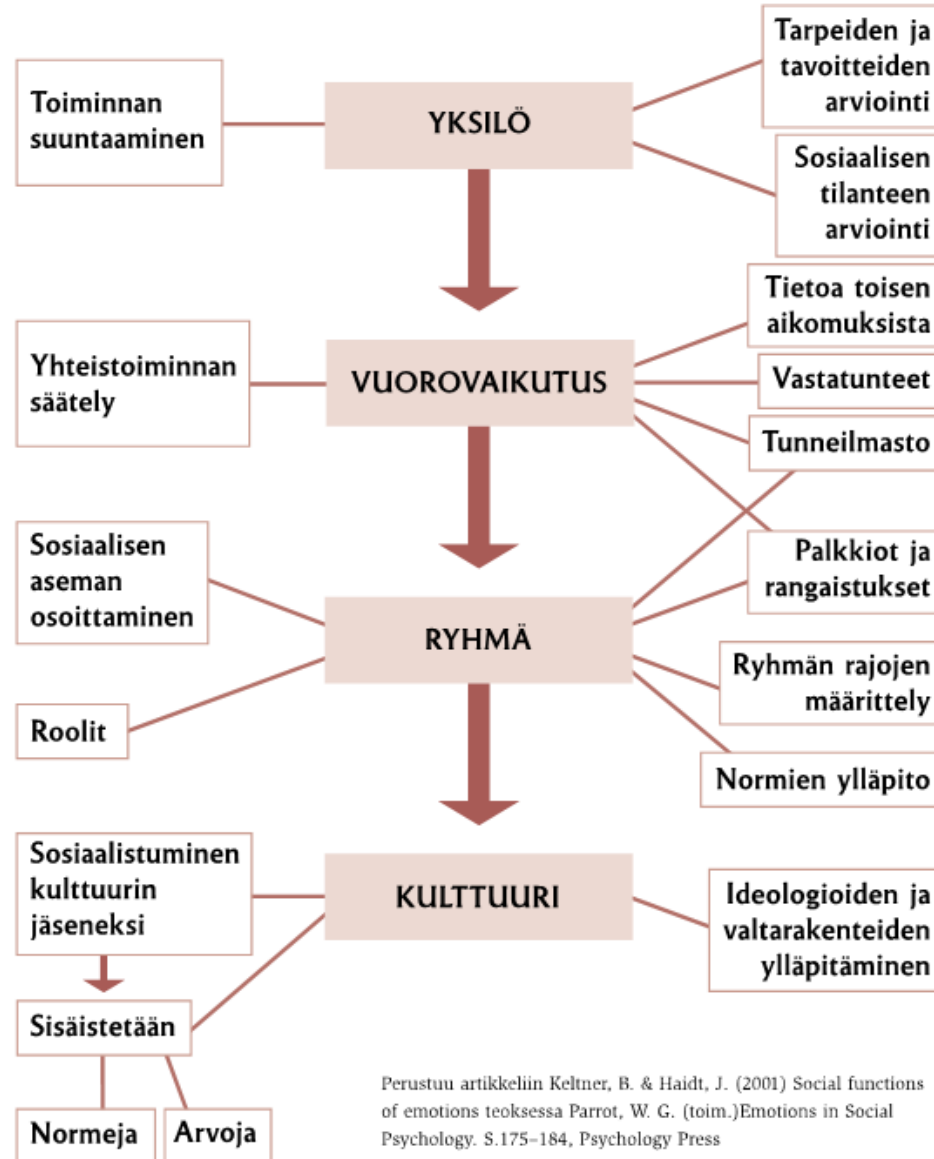 Toiminnan
suuntaaminen
YKSILÖ
Tarpeiden ja
tavoitteiden
arviointi
Sosiaalisen
tilanteen
arviointi
Yhteistoiminnan
säätely
VUOROVAIKUTUS
Tietoa toisen
aikomuksista
Vastatunteet
Tunneilmasto
Palkkiot ja
rangaistukset
Sosiaalisen
aseman
osoittaminen
Roolit
RYHMÄ
Ryhmän rajojen
määrittely
Normien ylläpito
Sosiaalistuminen
kulttuurin
jäseneksi
Sisäistetään
Normeja
Arvoja
KULTTUURI
Ideologioiden ja
valtarakenteiden
ylläpitäminen
Perustuu artikkeliin Keltner, B. & Haidt, J. (2001) Social functions
of emotions teoksessa Parrot, W. G. (toim.)Emotions in Social
Psychology. S.175–184, Psychology Press